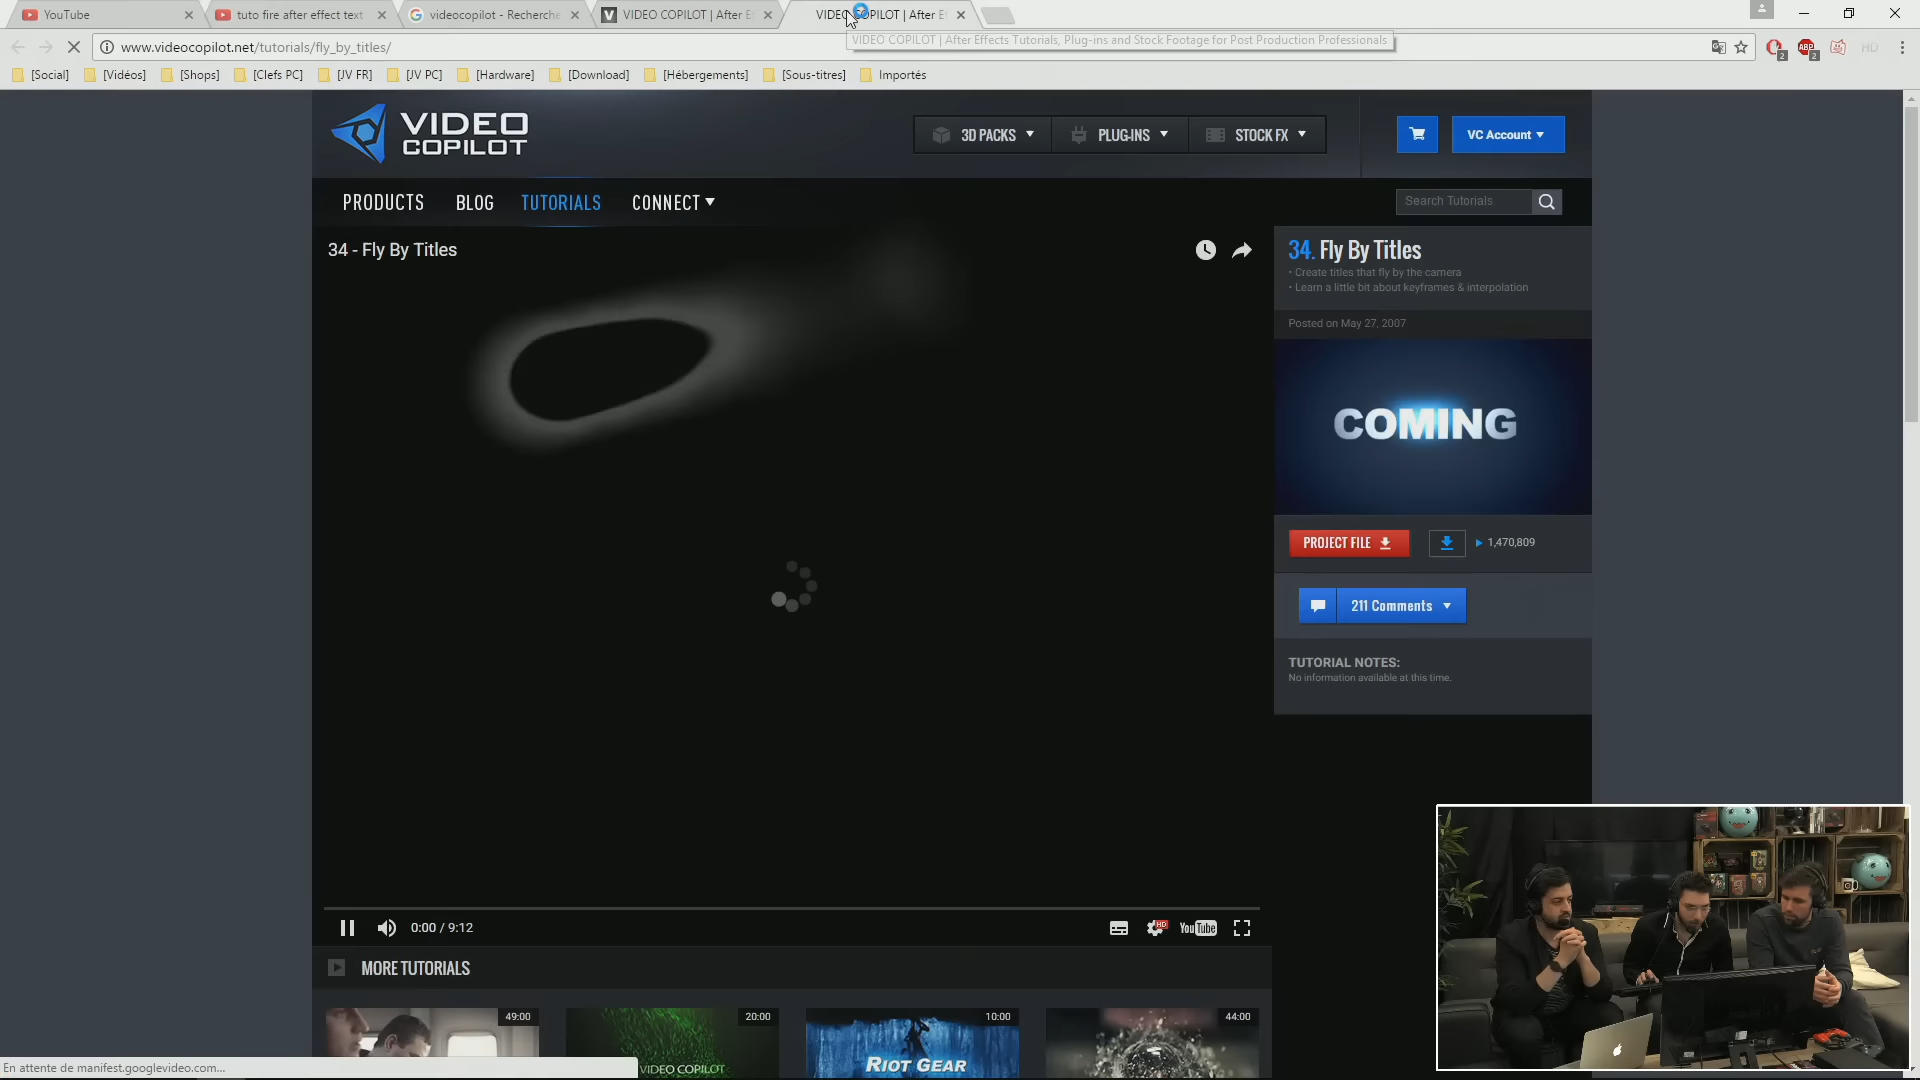 YouTube
tuto fire after effect text
videocopilot - Recherche
VIDEO COPILOT | After E
VIDEO COPILOT | After E
www.videocopilot.net/tutorials/fly_by_titles/
VIDEO COPILOT | After Effects Tutorials, Plug-ins and Stock Footage for Post Production Professionals
2
ABP
2
HD
[Social]
[Vidéos]
[Shops]
[Clefs PC]
[JV FR]
[JV PC]
[Hardware]
[Download]
[Hébergements]
[Sous-titres]
Importés
VIDEO
COPILOT
3D PACKS
PLUG-INS
STOCK FX
VC Account
PRODUCTS
BLOG
TUTORIALS
CONNECT
Search Tutorials
34 - Fly By Titles
34. Fly By Titles
• Create titles that fly by the camera
• Learn a little bit about keyframes & interpolation
Posted on May 27, 2007
COMING
PROJECT FILE
1,470,809
211 Comments
TUTORIAL NOTES:
No information available at this time.
0:00 / 9:12
HD
YouTube
MORE TUTORIALS
49:00
20:00
VIDEO COPILOT
10:00
RIOT GEAR
44:00
En attente de manifest.googlevideo.com...